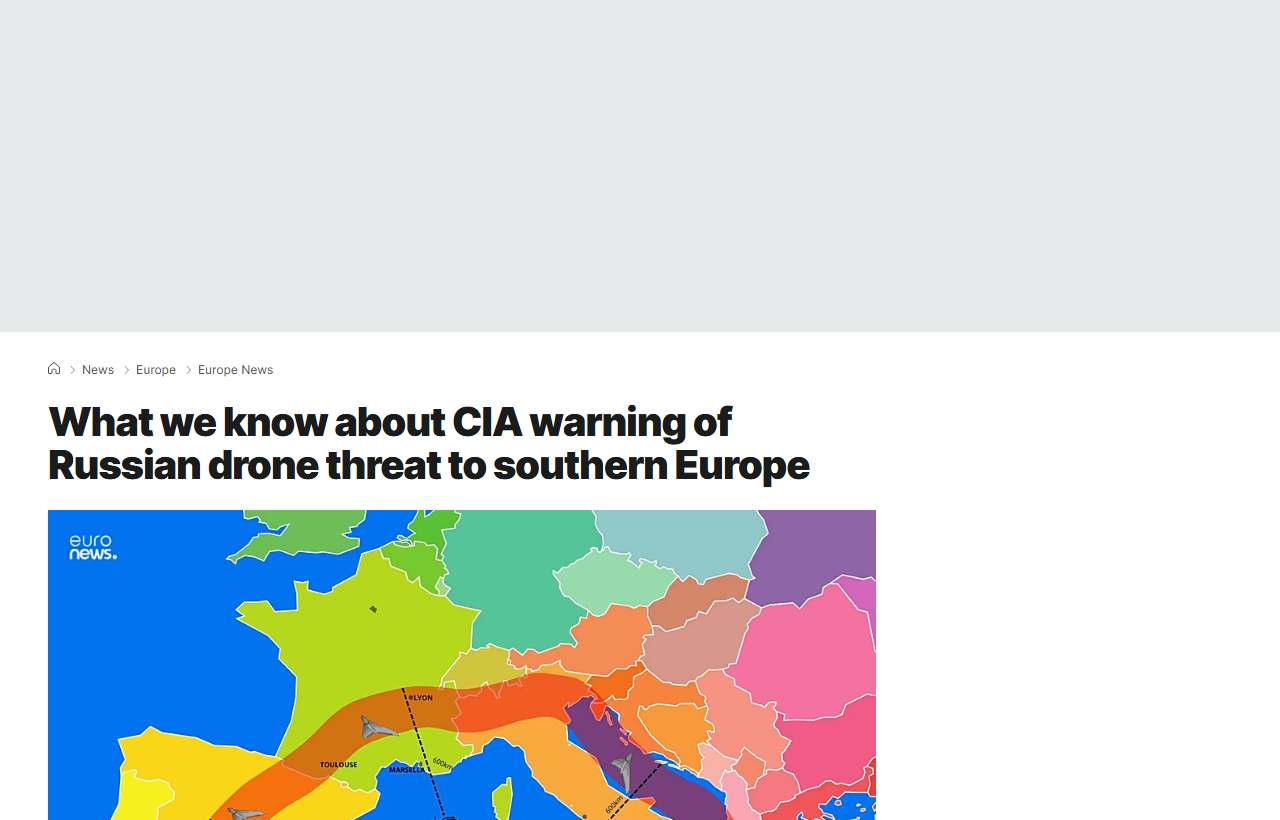 News
Europe
Europe News
What we know about CIA warning of
Russian drone threat to southern Europe
euro
news.
LYON
TOULOUSE
MARSELLA
600km
600km